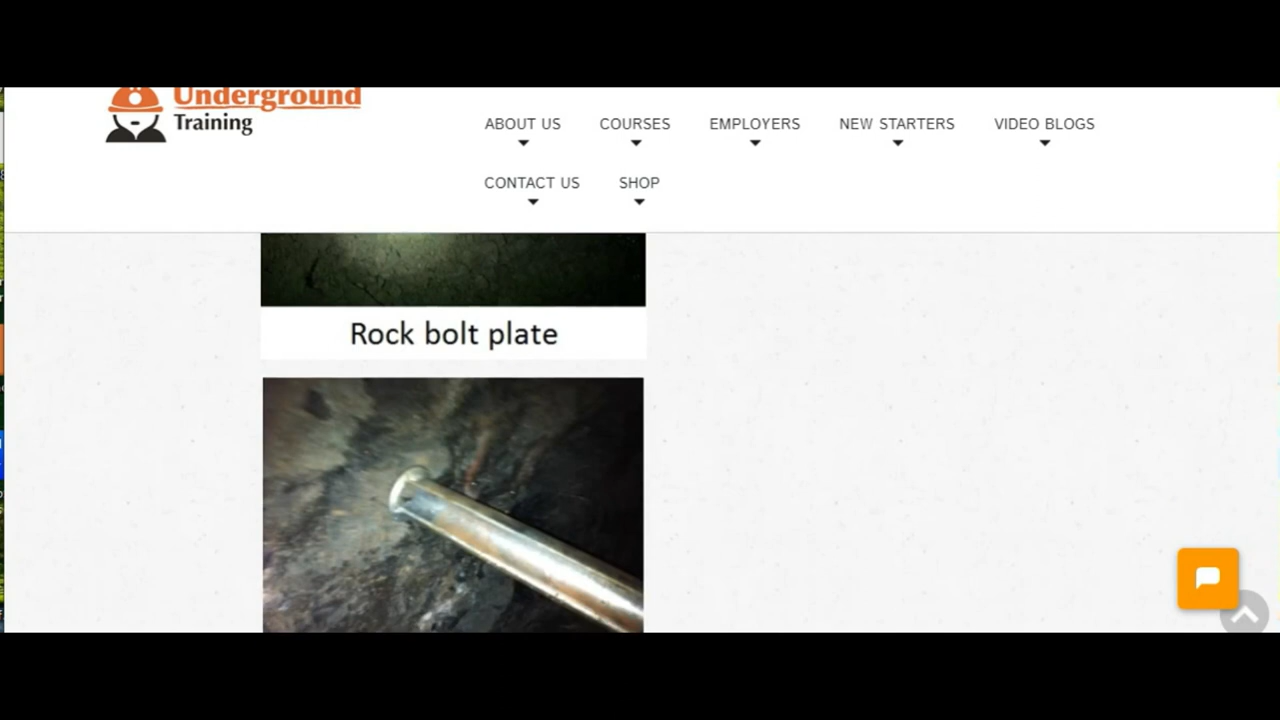 Underground
Training
ABOUT US COURSES EMPLOYERS NEW STARTERS VIDEO BLOGS
CONTACT US SHOP
Rock bolt plate